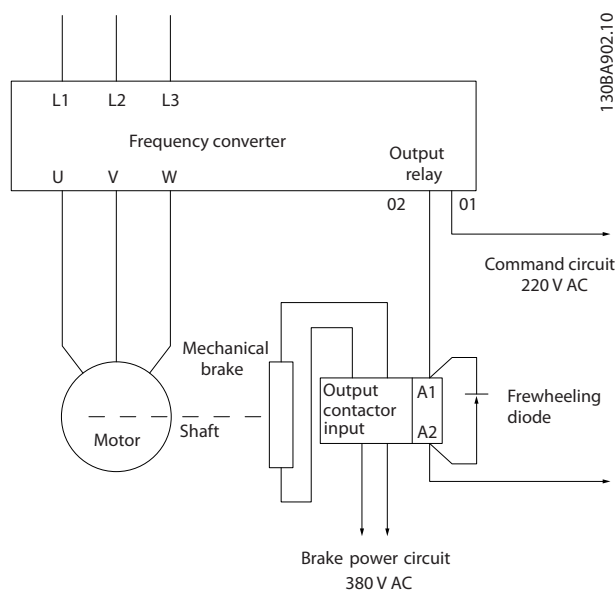 130BA902.10
L1 L2 L3
Frequency converter
Output
relay
U V W
02 01
Command circuit
220 V AC
Mechanical
brake
Output
contactor
input
A1
A2
Frewheeling
diode
Motor
Shaft
Brake power circuit
380 V AC